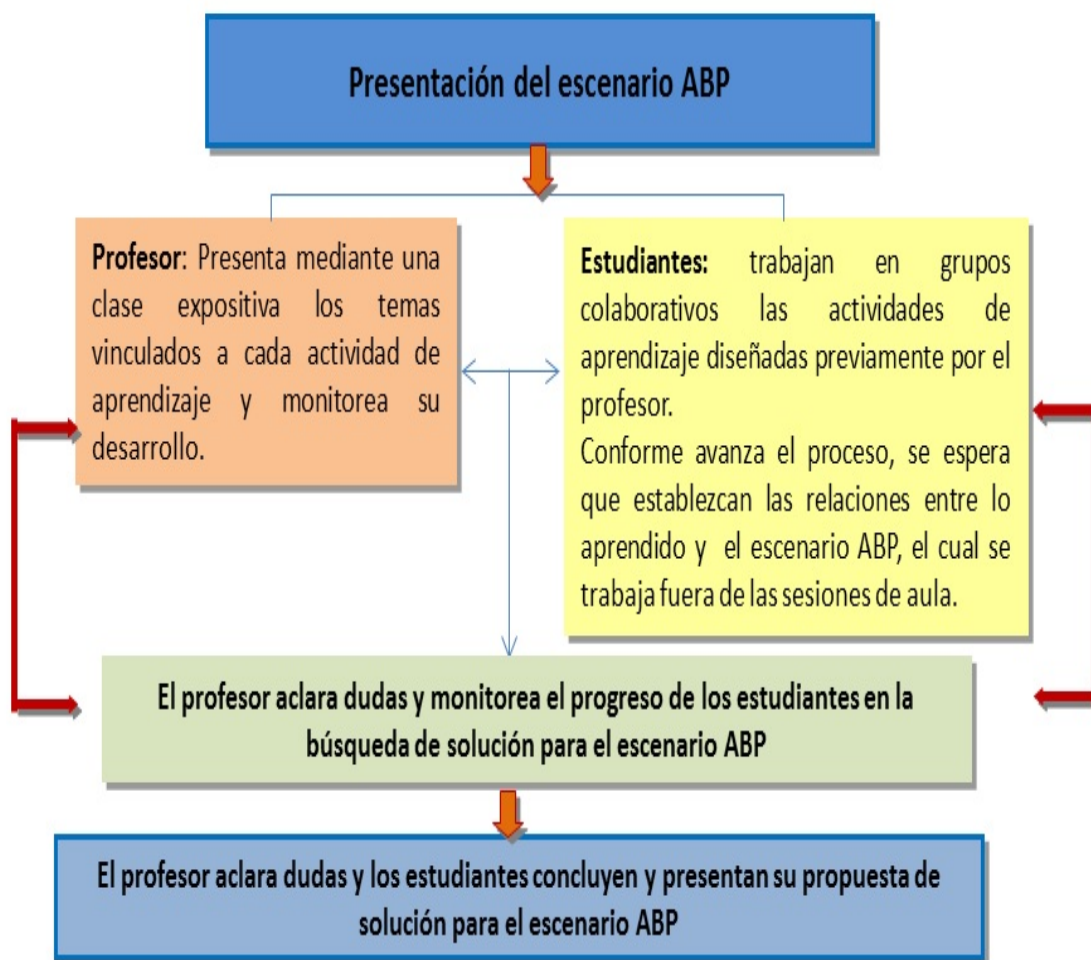 Presentación del escenario ABP
Profesor: Presenta mediante una
clase expositiva los temas
vinculados a cada actividad de
aprendizaje y monitorea su
desarrollo.
Estudiantes: trabajan en grupos
colaborativos las actividades de
aprendizaje diseñadas previamente por el
profesor.
Conforme avanza el proceso, se espera
que establezcan las relaciones entre lo
aprendido y el escenario ABP, el cual se
trabaja fuera de las sesiones de aula.
El profesor aclara dudas y monitorea el progreso de los estudiantes en la
búsqueda de solución para el escenario ABP
El profesor aclara dudas y los estudiantes concluyen y presentan su propuesta de
solución para el escenario ABP